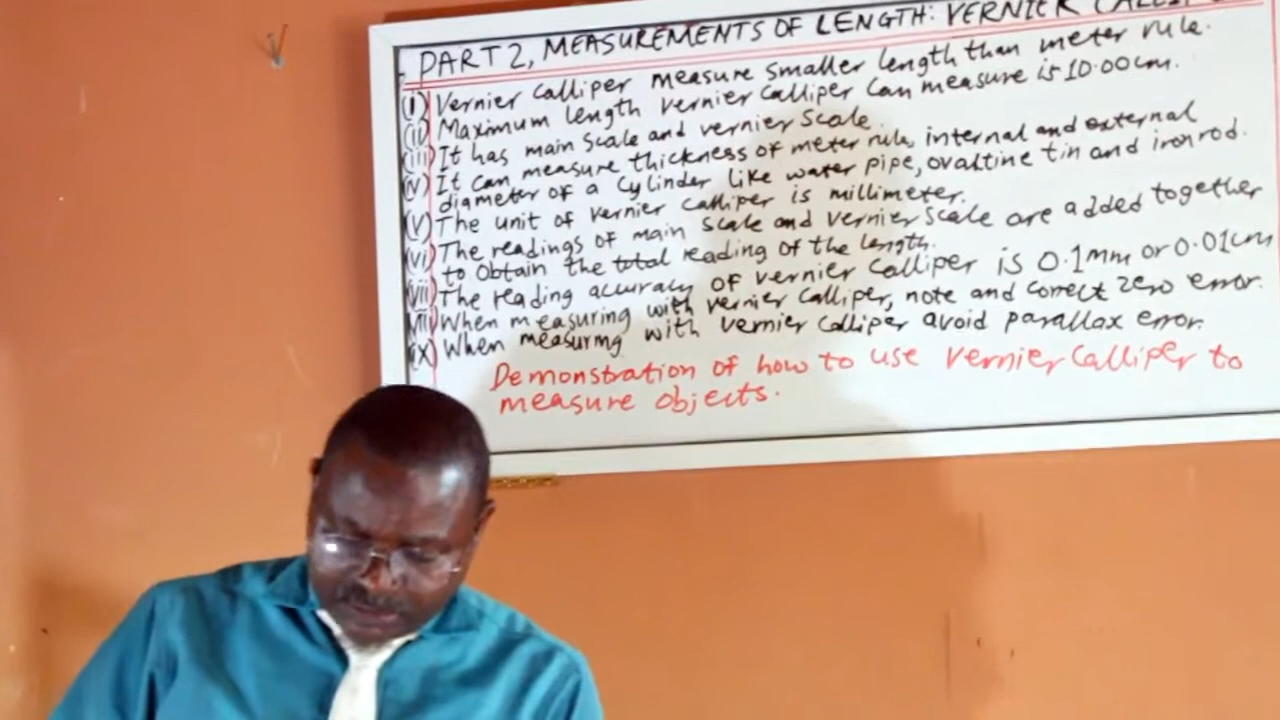 PART 2, MEASUREMENTS OF LENGTH: VERNIER CALLIP
(i) Vernier Calliper measure smaller length than meter rule.
(ii) Maximum length vernier Calliper Can measure is 10.00cm.
(iii) It has main scale and vernier scale.
(iv) It can measure thickness of meter rule, internal and external
diameter of a cylinder like water pipe, ovaltine tin and iron rod.
(v) The unit of vernier calliper is millimeter.
(vi) The readings of main scale and vernier scale are added together
to obtain the total reading of the length.
(vii) The reading accuracy of vernier calliper is 0.1mm or 0.01cm
(viii) When measuring with vernier calliper, note and correct zero error.
(ix) When measuring with vernier calliper avoid parallax error.
Demonstration of how to use vernier Calliper to
measure objects.